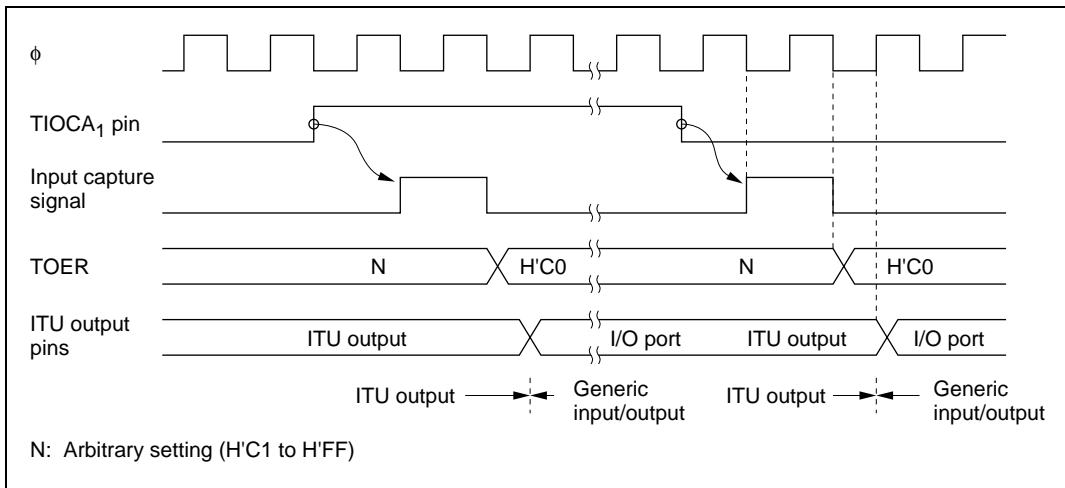 ϕ
TIOCA1 pin
Input capture
signal
TOER N H'C0 N H'C0
ITU output
pins
ITU output I/O port ITU output I/O port
ITU output Generic
input/output
ITU output Generic
input/output
N: Arbitrary setting (H'C1 to H'FF)